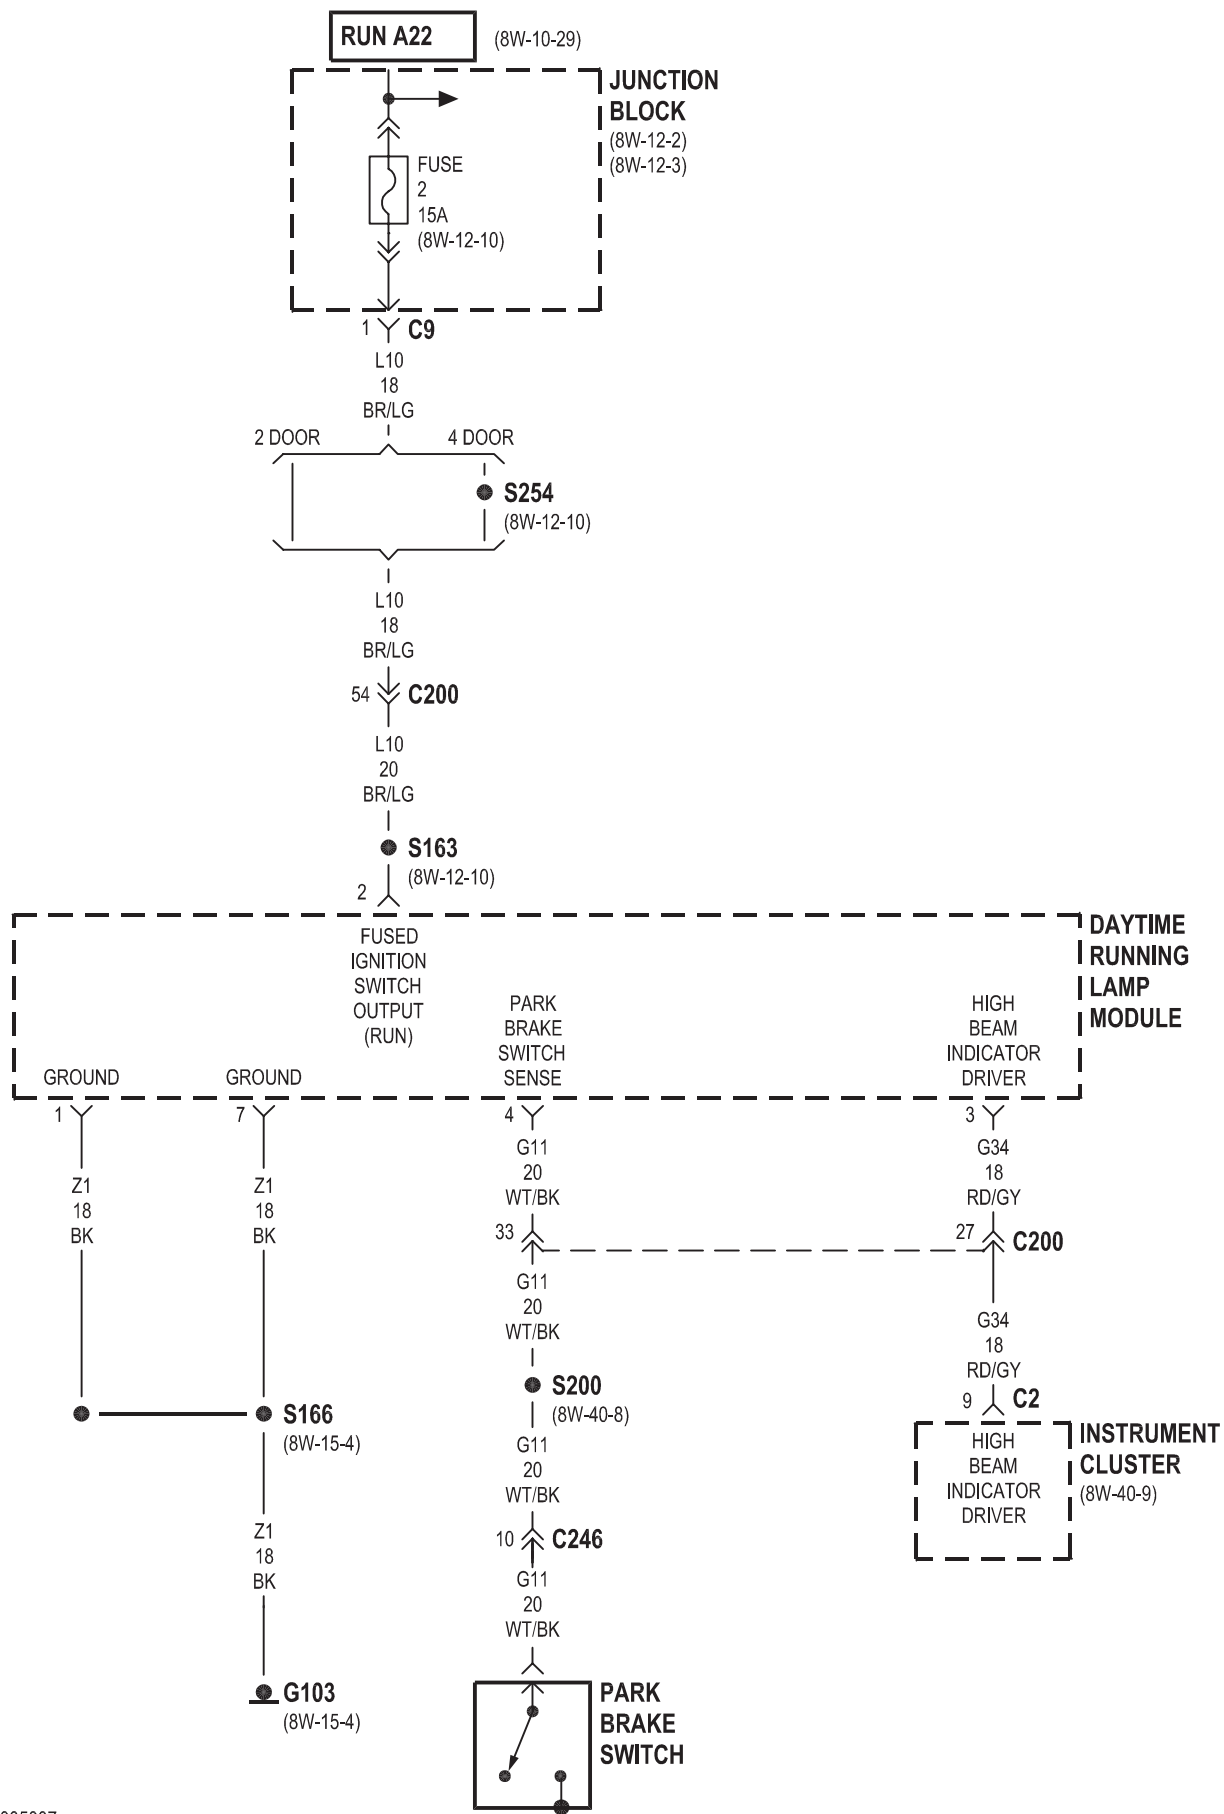 RUN A22
(8W-10-29)
JUNCTION
BLOCK
(8W-12-2)
(8W-12-3)
FUSE
2
15A
(8W-12-10)
1
C9
L10
18
BR/LG
2 DOOR
4 DOOR
S254
(8W-12-10)
L10
18
BR/LG
54
C200
L10
20
BR/LG
S163
(8W-12-10)
2
DAYTIME
RUNNING
LAMP
MODULE
FUSED
IGNITION
SWITCH
OUTPUT
(RUN)
PARK
BRAKE
SWITCH
SENSE
HIGH
BEAM
INDICATOR
DRIVER
GROUND
GROUND
1
7
4
3
Z1
18
BK
Z1
18
BK
G11
20
WT/BK
G34
18
RD/GY
33
27
C200
G11
20
WT/BK
G34
18
RD/GY
S200
(8W-40-8)
9
C2
S166
(8W-15-4)
INSTRUMENT
CLUSTER
(8W-40-9)
HIGH
BEAM
INDICATOR
DRIVER
G11
20
WT/BK
Z1
18
BK
10
C246
G11
20
WT/BK
G103
(8W-15-4)
PARK
BRAKE
SWITCH